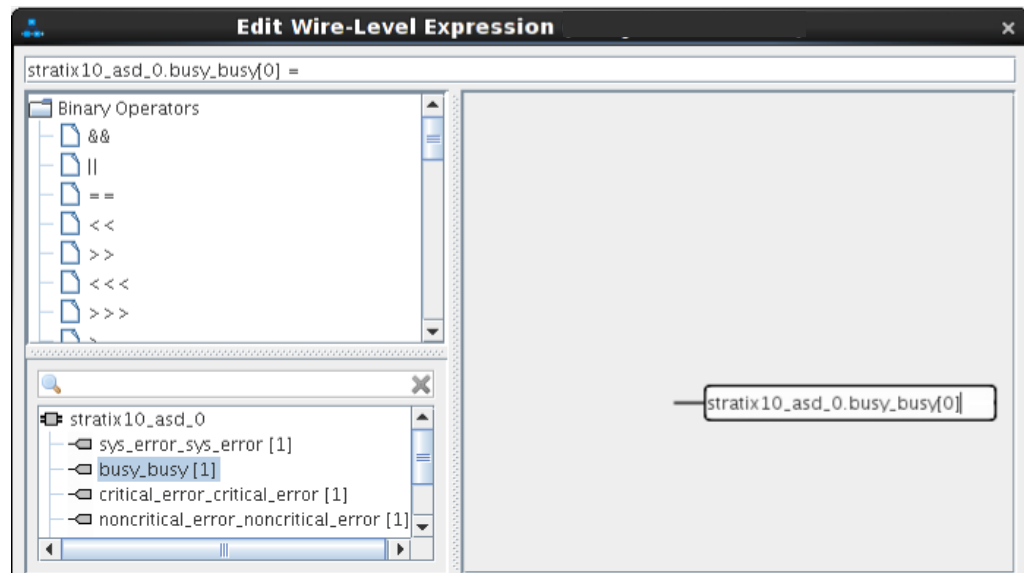 Edit Wire-Level Expression
stratix10_asd_0.busy_busy[0] =
Binary Operators
&&
||
==
<<
>>
<<<
>>>
stratix10_asd_0.busy_busy[0]
stratix10_asd_0
sys_error_sys_error [1]
busy_busy [1]
critical_error_critical_error [1]
noncritical_error_noncritical_error [1]